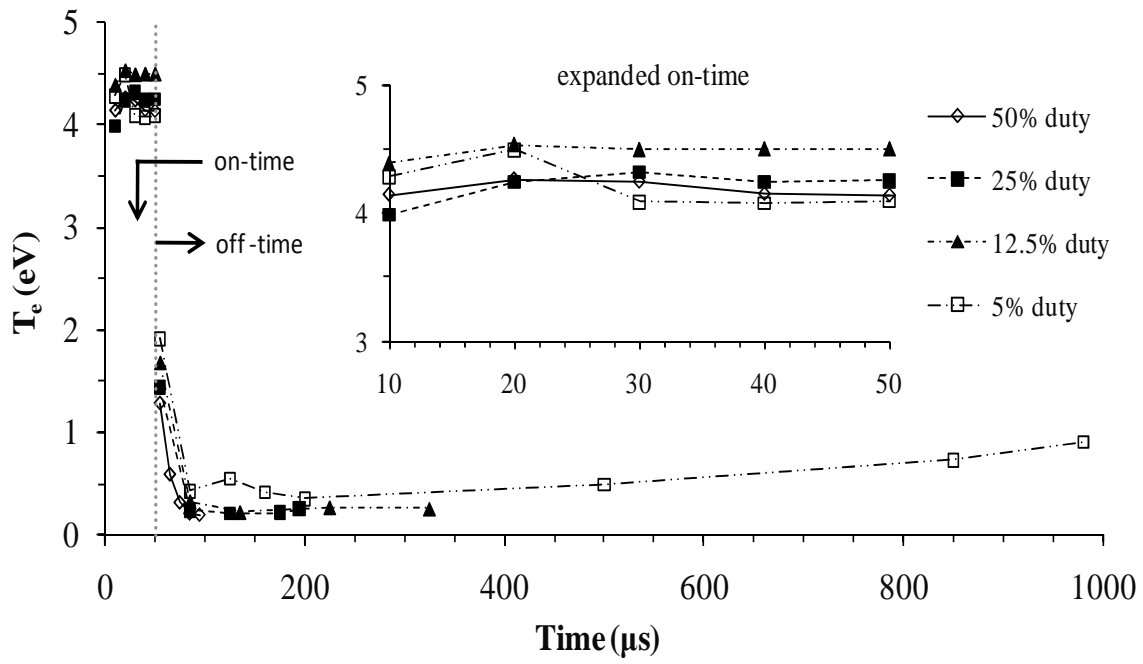 5
4
3
2
1
0
T_e (eV)
on-time
off-time
expanded on-time
5
4
3
10 20 30 40 50
50% duty
25% duty
12.5% duty
5% duty
0 200 400 600 800 1000
Time (μs)